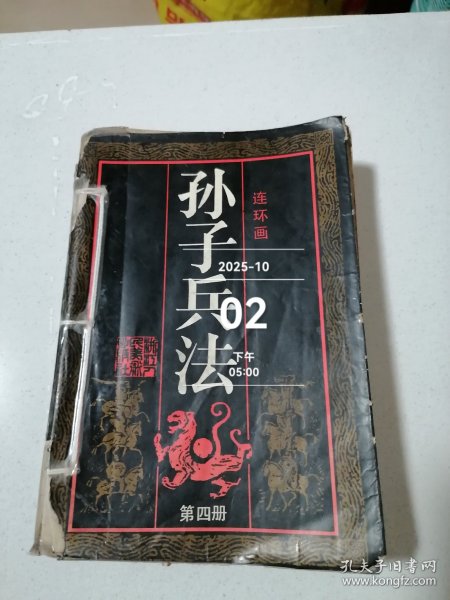 孙子兵法
连环画
2025-10
02
下午
05:00
第四册
孔夫子旧书网
www.kongfz.com